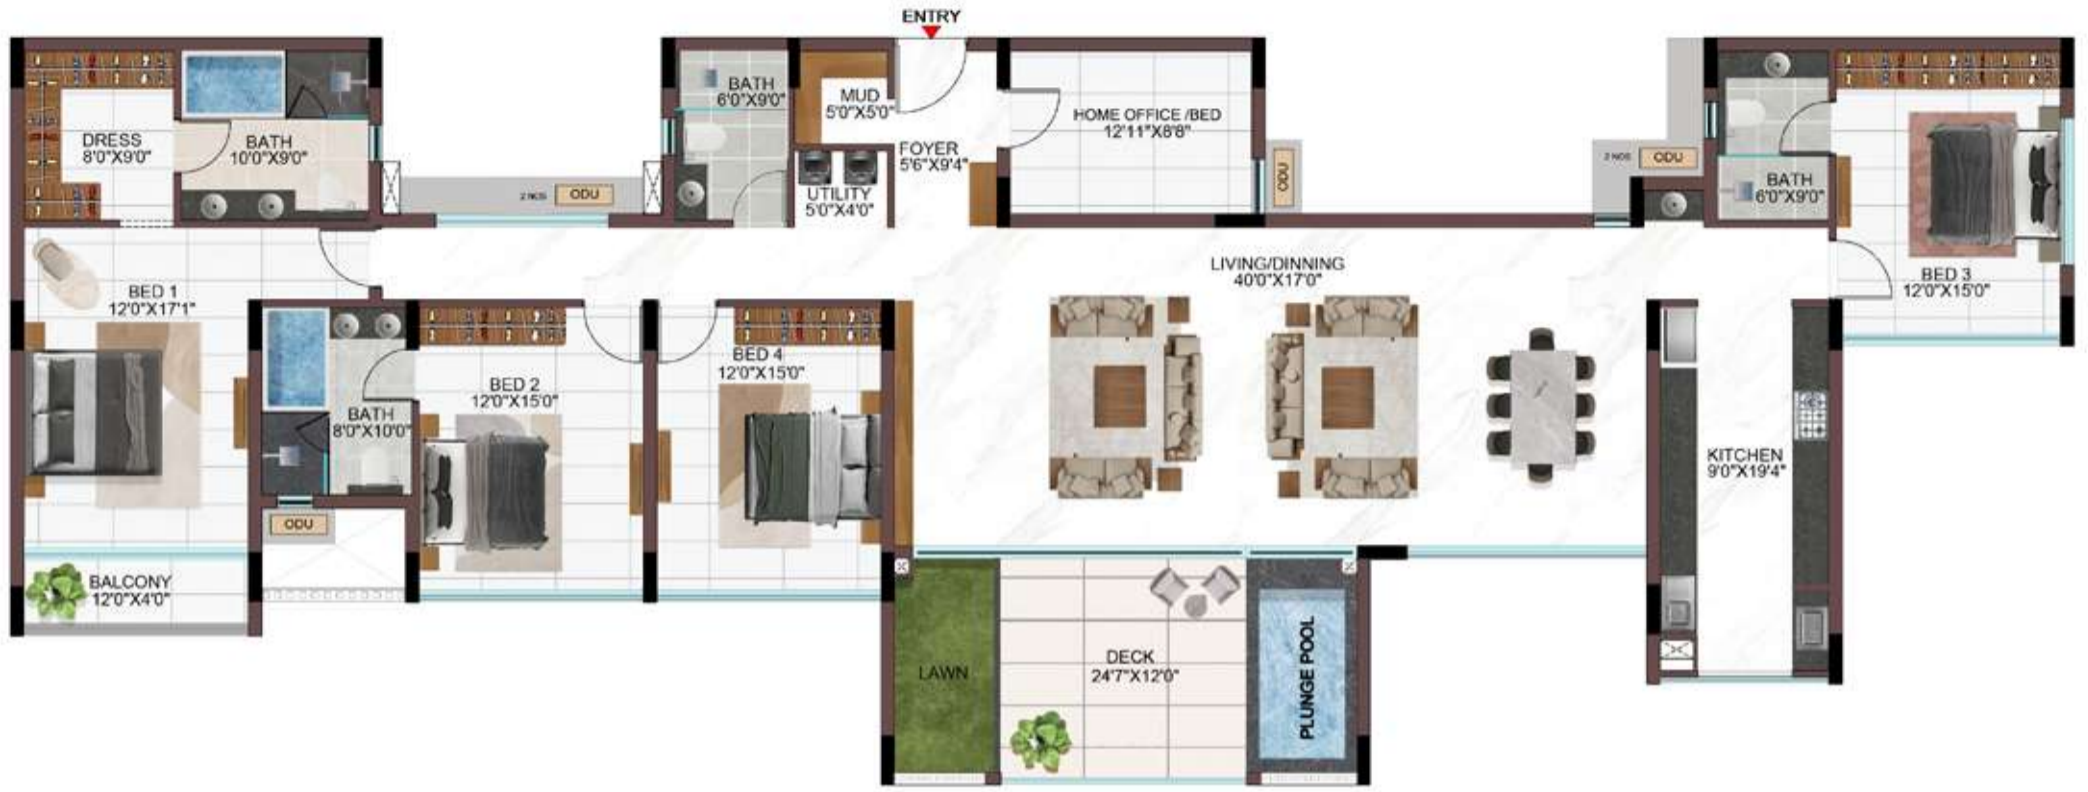 ENTRY
BATH
6'0"X9'0"
MUD
5'0"X5'0"
HOME OFFICE /BED
12'11"X8'8"
FOYER
5'6"X9'4"
UTILITY
5'0"X4'0"
DRESS
8'0"X9'0"
BATH
10'0"X9'0"
2 NOS
ODU
ODU
2 NOS
ODU
BATH
6'0"X9'0"
BED 1
12'0"X17'1"
LIVING/DINNING
40'0"X17'0"
BED 3
12'0"X15'0"
BED 2
12'0"X15'0"
BED 4
12'0"X15'0"
BATH
8'0"X10'0"
KITCHEN
9'0"X19'4"
ODU
BALCONY
12'0"X4'0"
LAWN
DECK
24'7"X12'0"
PLUNGE POOL